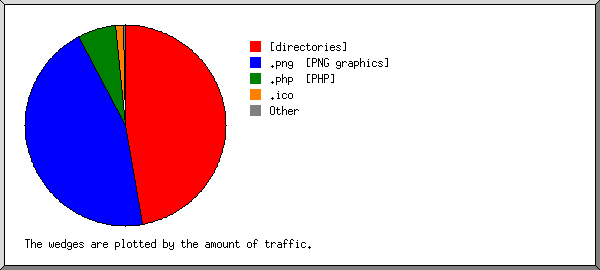 [directories]
.png [PNG graphics]
.php [PHP]
.ico
Other
The wedges are plotted by the amount of traffic.